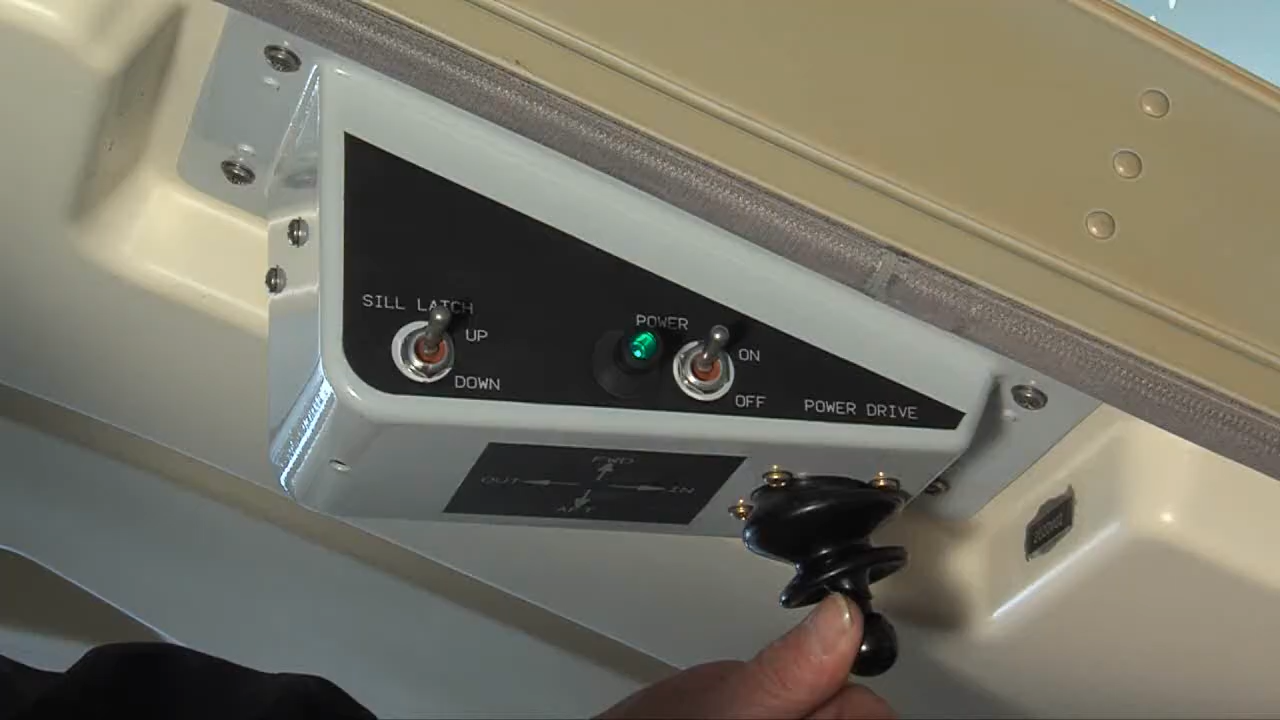 SILL LATCH
UP
DOWN
POWER
ON
OFF
POWER DRIVE
FWD
OUT
IN
AFT